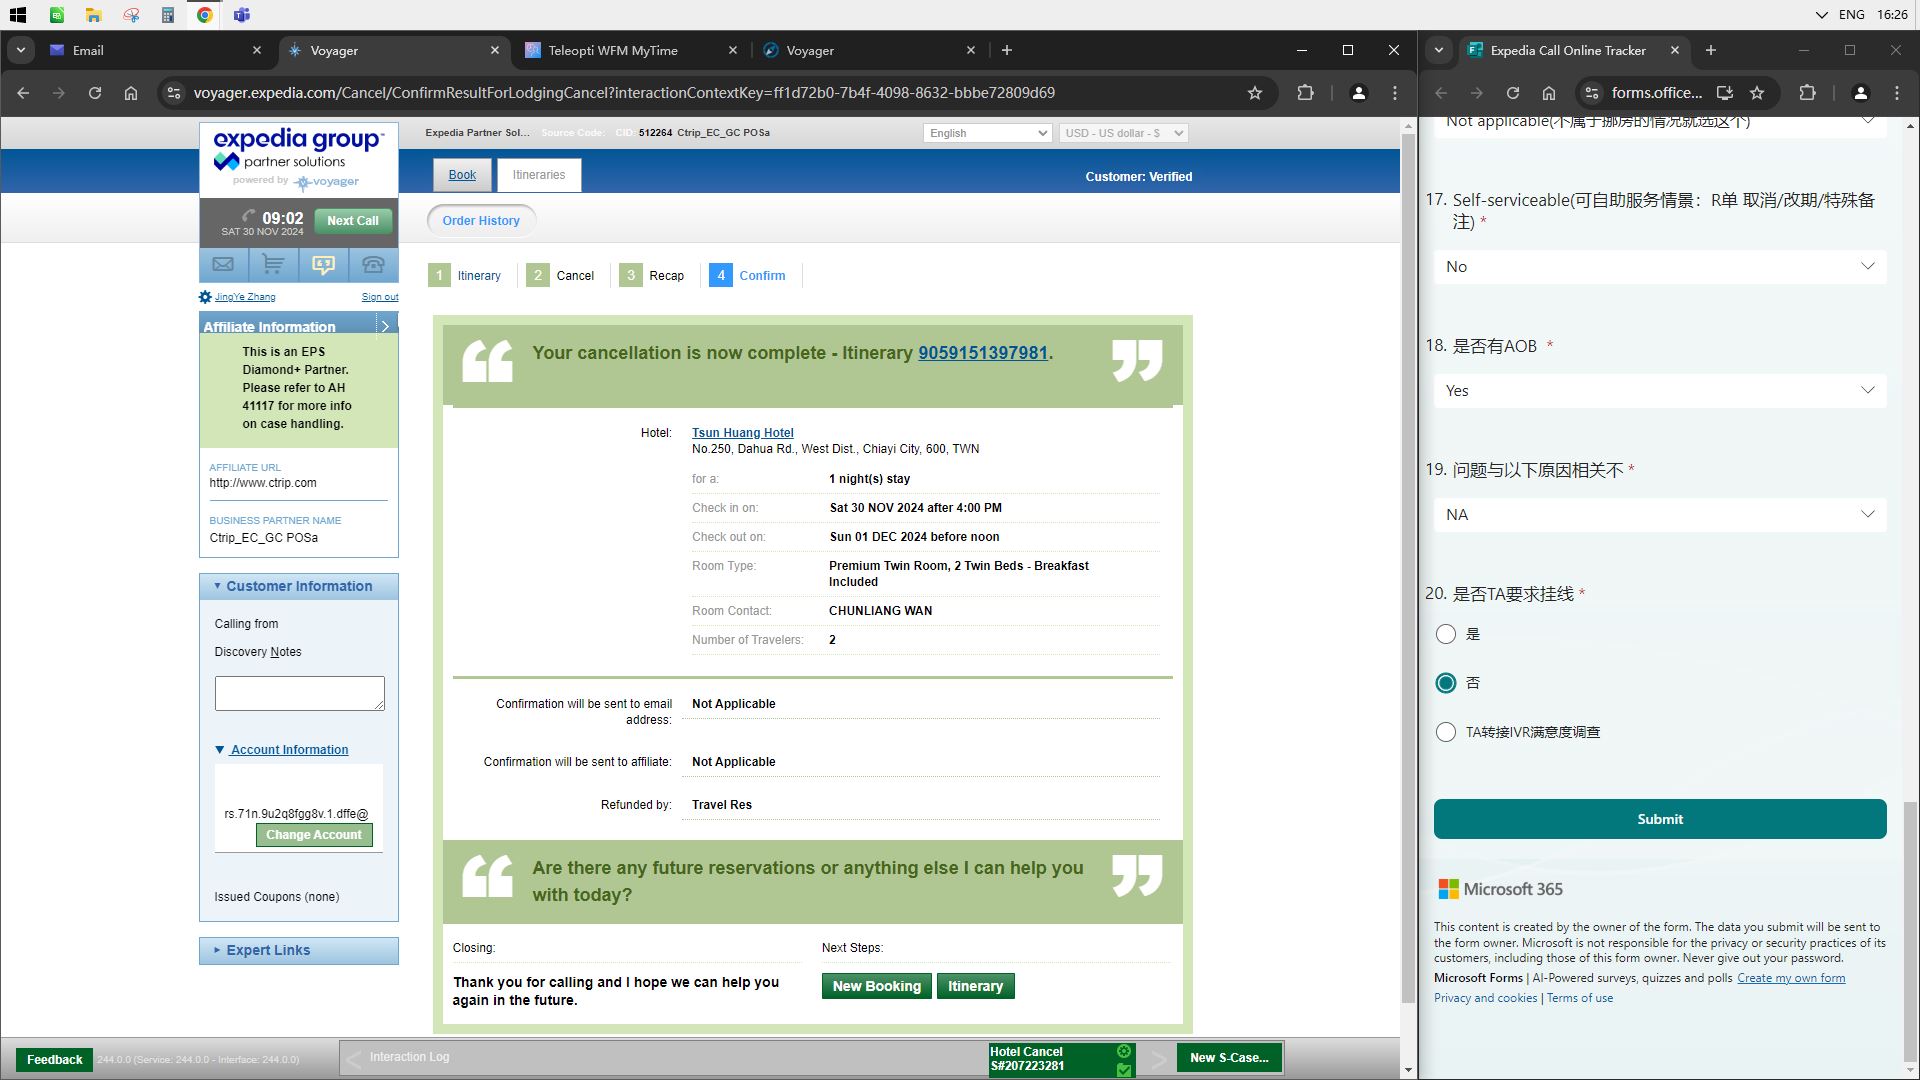 ENG 16:26
Email
Voyager
Teleopti WFM MyTime
Voyager
Expedia Call Online Tracker
voyager.expedia.com/Cancel/ConfirmResultForLodgingCancel?interactionContextKey=ff1d72b0-7b4f-4098-8632-bbbe72809d69
forms.office...
expedia group™
partner solutions
powered by voyager
Expedia Partner Sol... Source Code: CID: 512264 Ctrip_EC_GC POSa
English
USD - US dollar - $
Book
Itineraries
Customer: Verified
09:02
SAT 30 NOV 2024
Next Call
Order History
JingYe Zhang
Sign out
Affiliate Information
This is an EPS
Diamond+ Partner.
Please refer to AH
41117 for more info
on case handling.
AFFILIATE URL
http://www.ctrip.com
BUSINESS PARTNER NAME
Ctrip_EC_GC POSa
Customer Information
Calling from
Discovery Notes
Account Information
rs.71n.9u2q8fgg8v.1.dffe@
Change Account
Issued Coupons (none)
Expert Links
1 Itinerary
2 Cancel
3 Recap
4 Confirm
Your cancellation is now complete - Itinerary 9059151397981.
Hotel: Tsun Huang Hotel
No.250, Dahua Rd., West Dist., Chiayi City, 600, TWN
for a: 1 night(s) stay
Check in on: Sat 30 NOV 2024 after 4:00 PM
Check out on: Sun 01 DEC 2024 before noon
Room Type: Premium Twin Room, 2 Twin Beds - Breakfast
Included
Room Contact: CHUNLIANG WAN
Number of Travelers: 2
Confirmation will be sent to email
address:
Not Applicable
Confirmation will be sent to affiliate: Not Applicable
Refunded by: Travel Res
Are there any future reservations or anything else I can help you
with today?
Closing:
Thank you for calling and I hope we can help you
again in the future.
Next Steps:
New Booking
Itinerary
Feedback
244.0.0 (Service: 244.0.0 - Interface: 244.0.0)
Interaction Log
Hotel Cancel
S#207223281
New S-Case...
Not applicable(不属于挪房的情况就选这个)
17. Self-serviceable(可自助服务情景：R单 取消/改期/特殊备
注) *
No
18. 是否有AOB *
Yes
19. 问题与以下原因相关不 *
NA
20. 是否TA要求挂线 *
是
否
TA转接IVR满意度调查
Submit
Microsoft 365
This content is created by the owner of the form. The data you submit will be sent to
the form owner. Microsoft is not responsible for the privacy or security practices of its
customers, including those of this form owner. Never give out your password.
Microsoft Forms | AI-Powered surveys, quizzes and polls Create my own form
Privacy and cookies | Terms of use